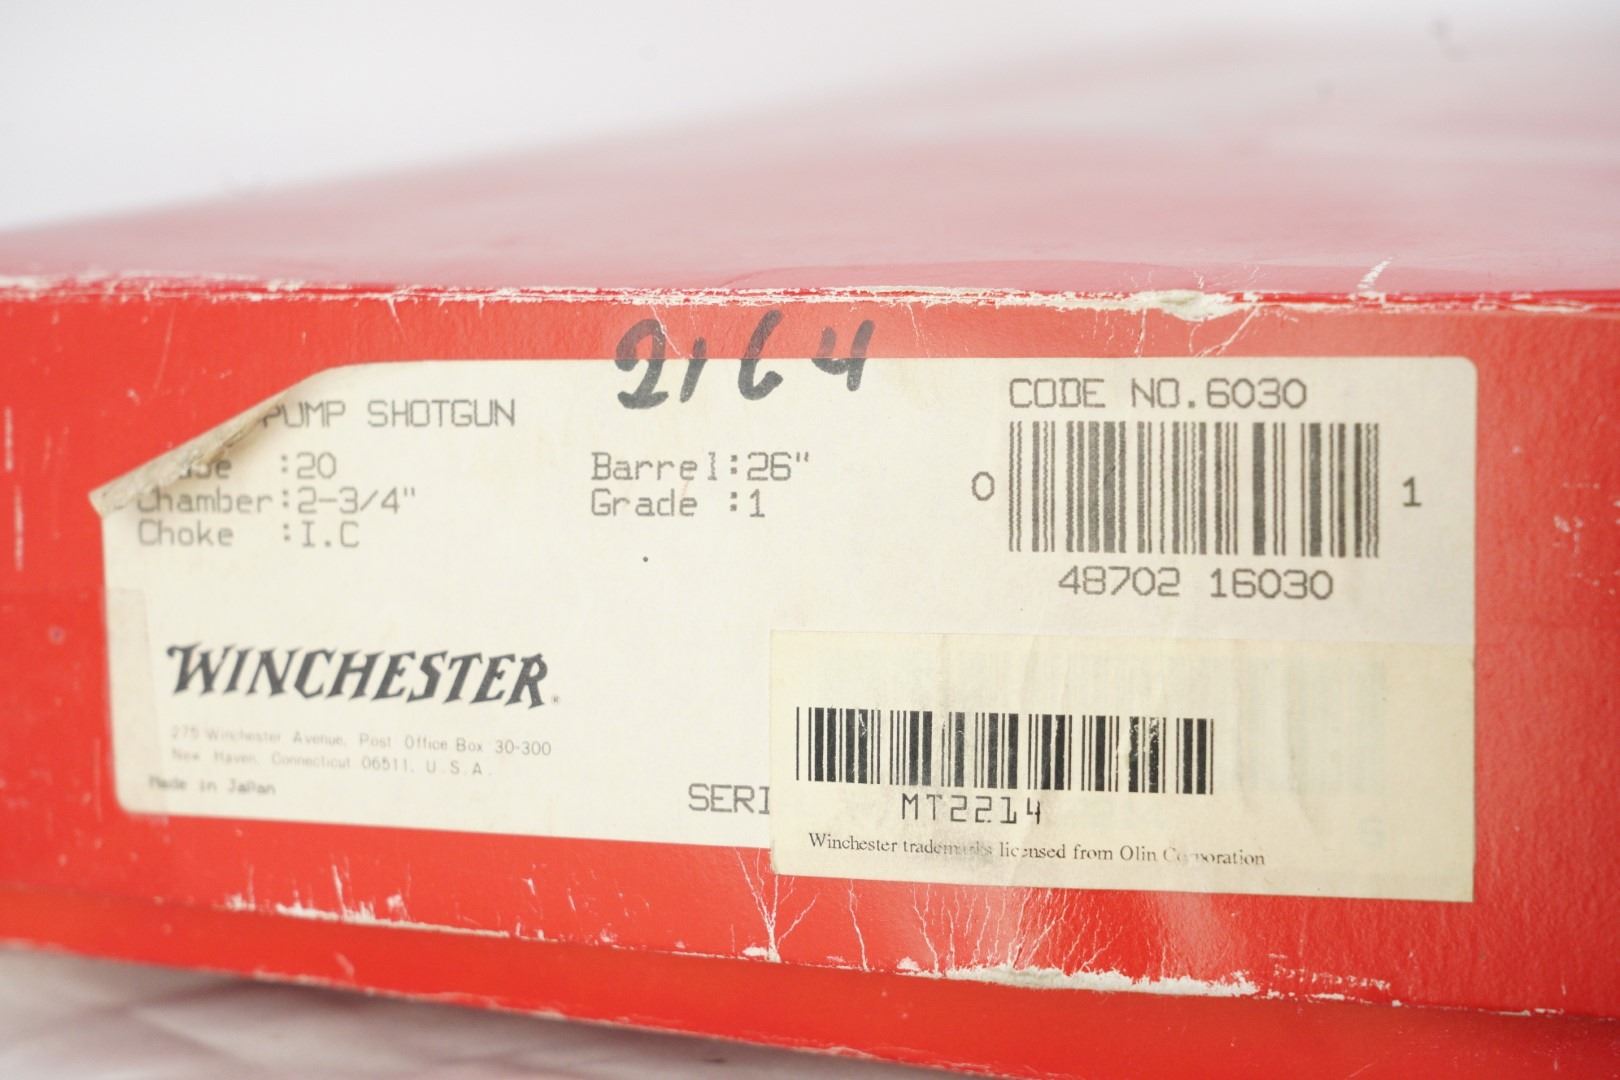 2164
PUMP SHOTGUN
CODE NO.6030
:20
Barrel:26"
Chamber:2-3/4"
Grade :1
Choke :I.C
0
1
48702 16030
WINCHESTER®
275 Winchester Avenue, Post Office Box 30-300
New Haven, Connecticut 06511, U.S.A.
Made in Japan
SERI
MT2214
Winchester trademarks licensed from Olin Corporation